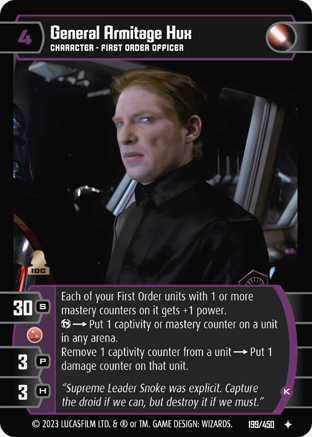 4
General Armitage Hux
CHARACTER - FIRST ORDER OFFICER
IDC
30 S
3 P
3 H
Each of your First Order units with 1 or more
mastery counters on it gets +1 power.
Put 1 captivity or mastery counter on a unit
in any arena.
Remove 1 captivity counter from a unit → Put 1
damage counter on that unit.
"Supreme Leader Snoke was explicit. Capture
the droid if we can, but destroy it if we must."
K
© 2023 LUCASFILM LTD. & ® or TM. GAME DESIGN: WIZARDS.
199/450